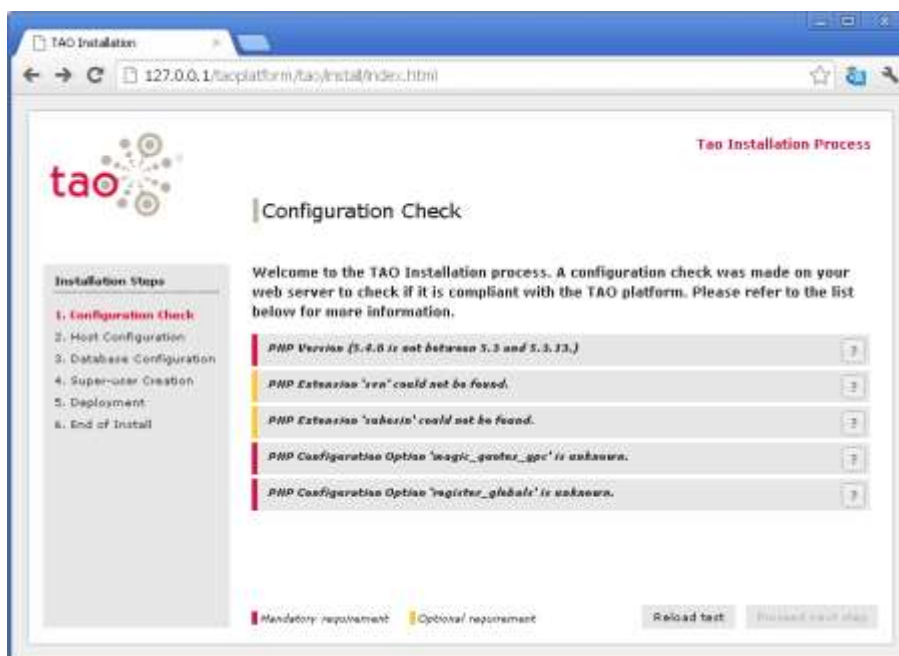 TAO Installation
127.0.0.1/taoplatform/tao/install/index.html
tao
Tao Installation Process
Configuration Check
Installation Steps
1. Configuration Check
2. Host Configuration
3. Database Configuration
4. Super-user Creation
5. Deployment
6. End of Install
Welcome to the TAO Installation process. A configuration check was made on your
web server to check if it is compliant with the TAO platform. Please refer to the list
below for more information.
PHP Version (5.4.8 is not between 5.3 and 5.3.13.)
?
PHP Extension 'svn' could not be found.
?
PHP Extension 'suhosin' could not be found.
?
PHP Configuration Option 'magic_quotes_gpc' is unknown.
?
PHP Configuration Option 'register_globals' is unknown.
?
Mandatory requirement
Optional requirement
Reload test
Proceed next step